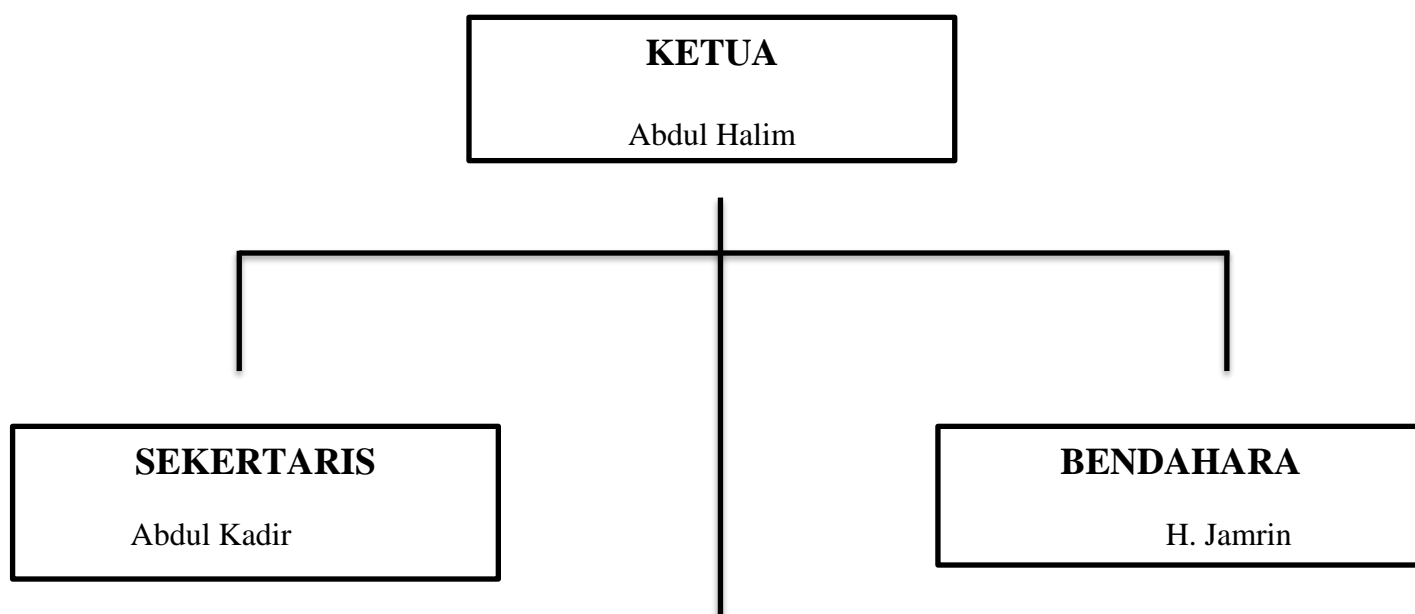 KETUA
Abdul Halim
SEKERTARIS
Abdul Kadir
BENDAHARA
H. Jamrin